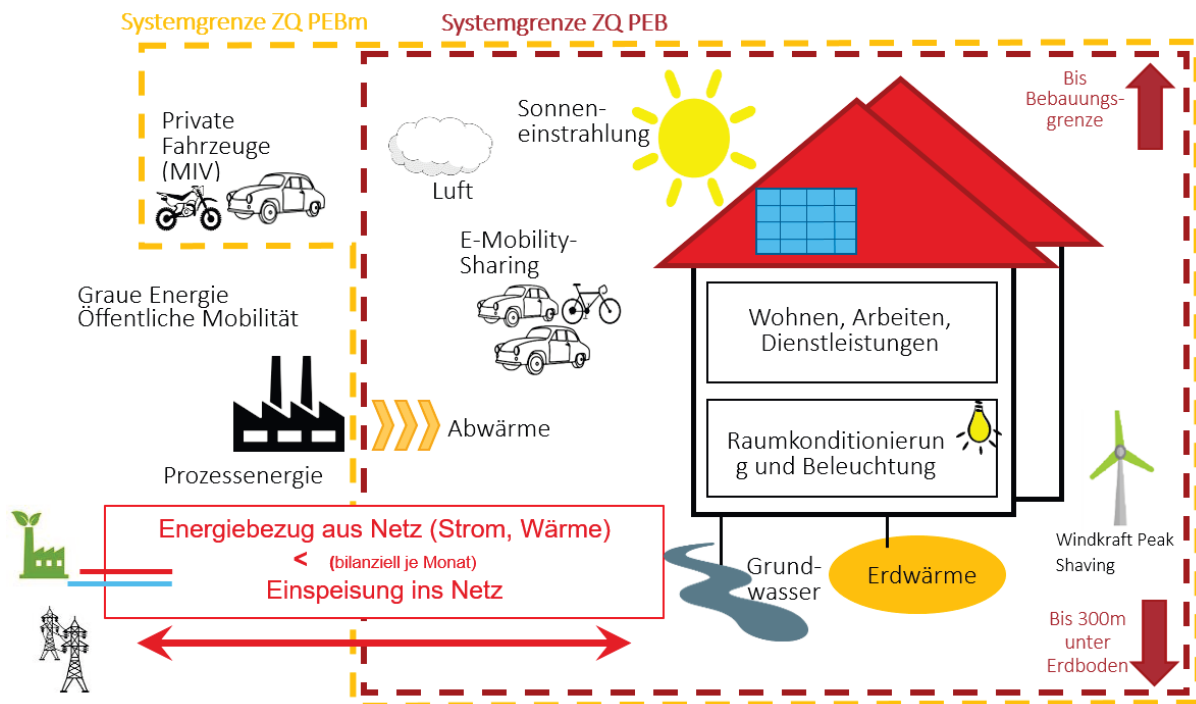 Systemgrenze ZQ PEBm
Systemgrenze ZQ PEB
Private
Fahrzeuge
(MIV)
Luft
Sonnen-
einstrahlung
Bis
Bebauungs-
grenze
E-Mobility-
Sharing
Graue Energie
Öffentliche Mobilität
Wohnen, Arbeiten,
Dienstleistungen
Abwärme
Raumkonditionierun
g und Beleuchtung
Prozessenergie
Energiebezug aus Netz (Strom, Wärme)
< (bilanziell je Monat)
Einspeisung ins Netz
Grund-
wasser
Erdwärme
Windkraft Peak
Shaving
Bis 300m
unter
Erdboden